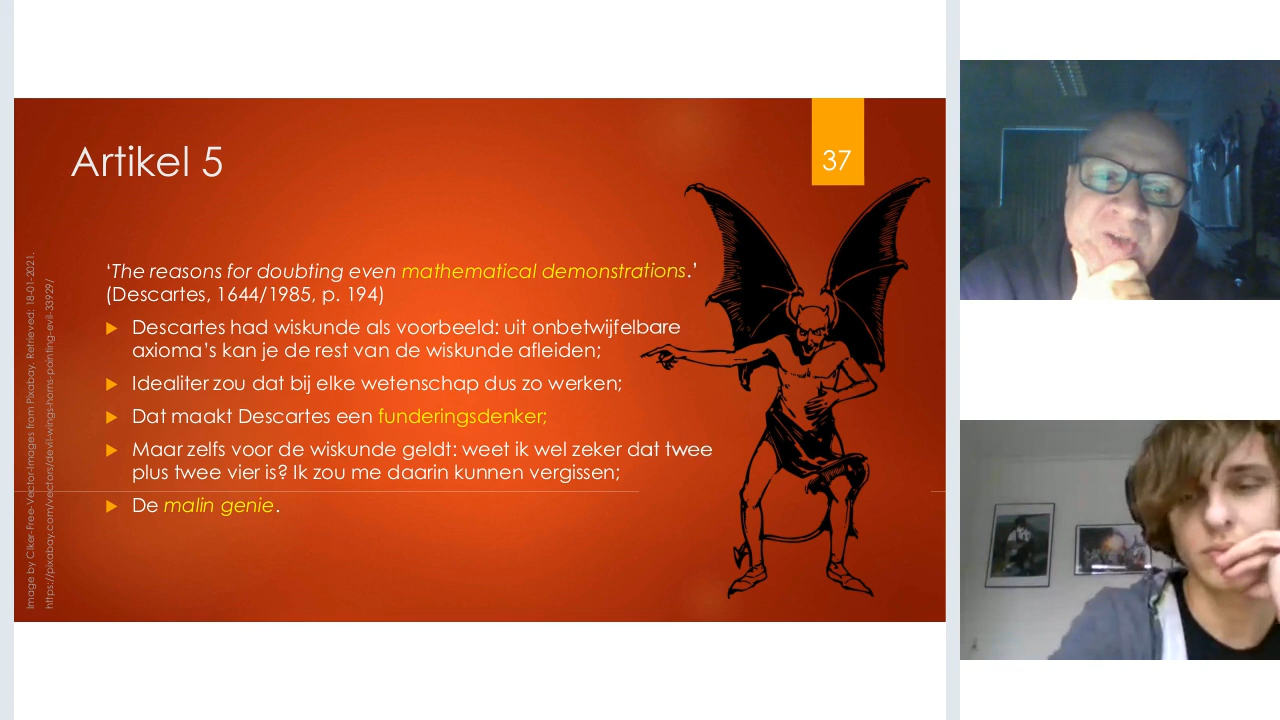 Artikel 5
37
‘The reasons for doubting even mathematical demonstrations.’
(Descartes, 1644/1985, p. 194)
Descartes had wiskunde als voorbeeld: uit onbetwijfelbare
axioma’s kan je de rest van de wiskunde afleiden;
Idealiter zou dat bij elke wetenschap dus zo werken;
Dat maakt Descartes een funderingsdenker;
Maar zelfs voor de wiskunde geldt: weet ik wel zeker dat twee
plus twee vier is? Ik zou me daarin kunnen vergissen;
De malin genie.
Image by Clker-Free-Vector-Images from Pixabay. Retrieved: 18-01-2021.
https://pixabay.com/vectors/devil-wings-horns-pointing-evil-33929/